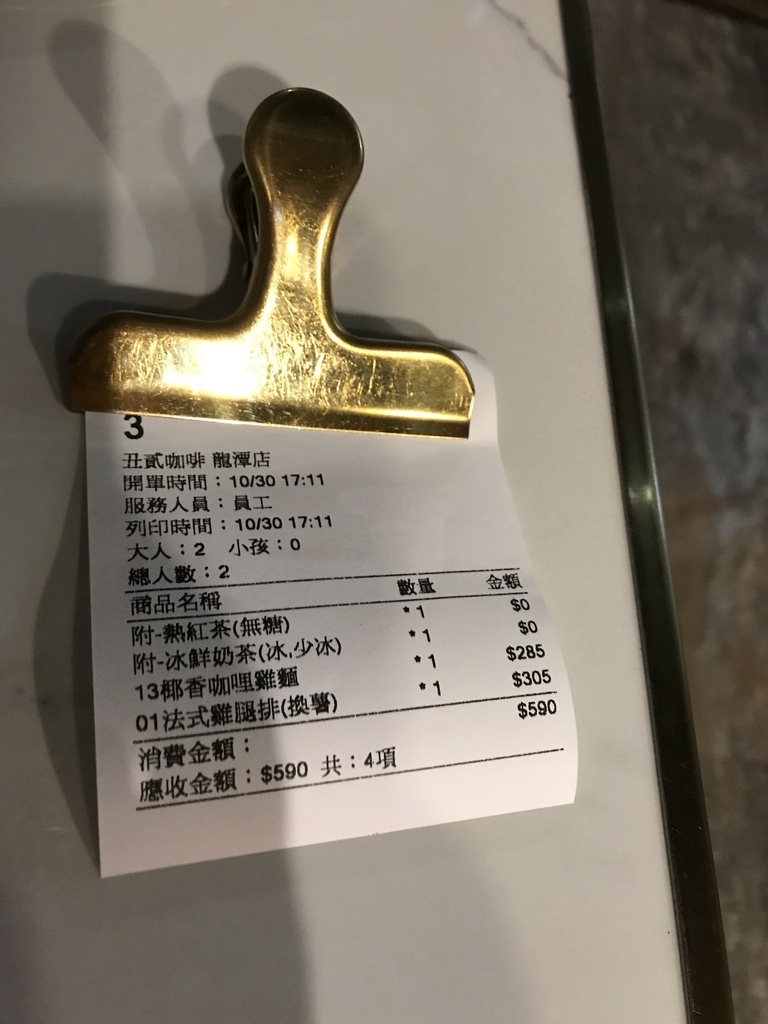 3
丑貳咖啡 龍潭店
開單時間：10/30 17:11
服務人員：員工
列印時間：10/30 17:11
大人：2 小孩：0
總人數：2
商品名稱 數量 金額
附-熱紅茶(無糖) *1 $0
附-冰鮮奶茶(冰,少冰) *1 $0
13椰香咖哩雞麵 *1 $285
01法式雞腿排(換薯) *1 $305
消費金額： $590
應收金額：$590 共：4項